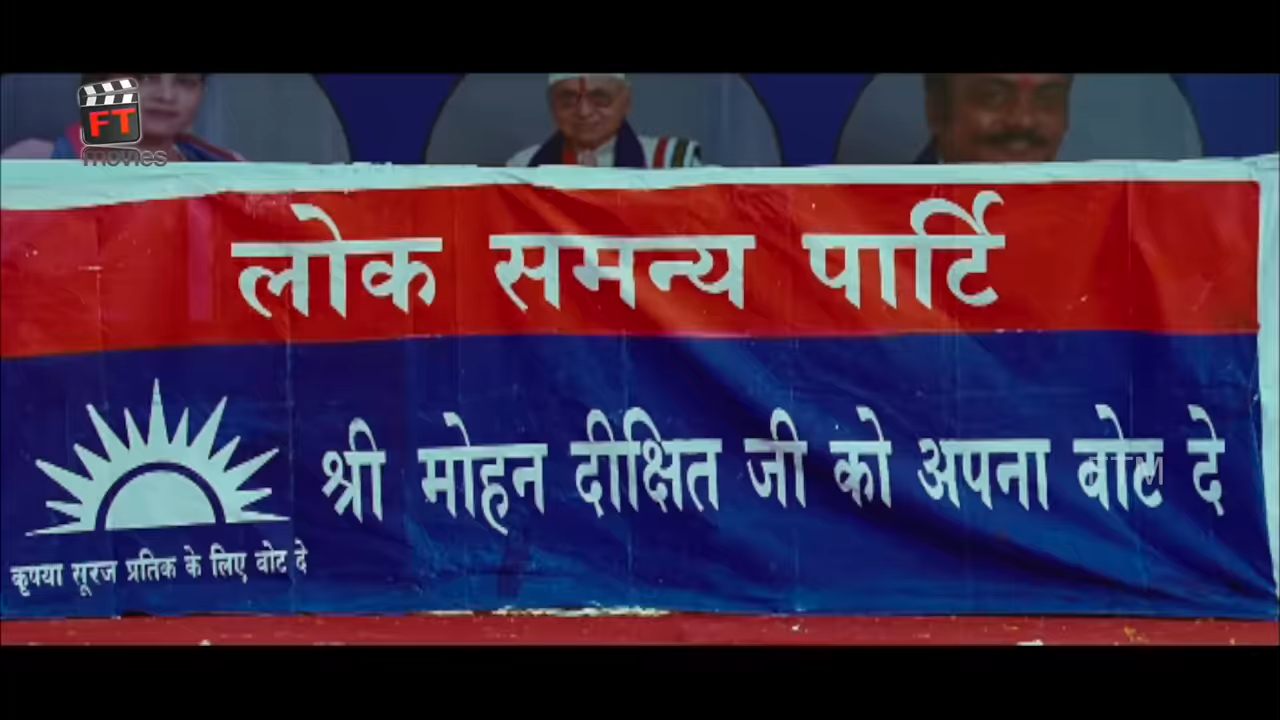 FT
movies
लोक समन्य पार्टि
श्री मोहन दीक्षित जी को अपना वोट दे
कृपया सूरज प्रतिक के लिए वोट दे